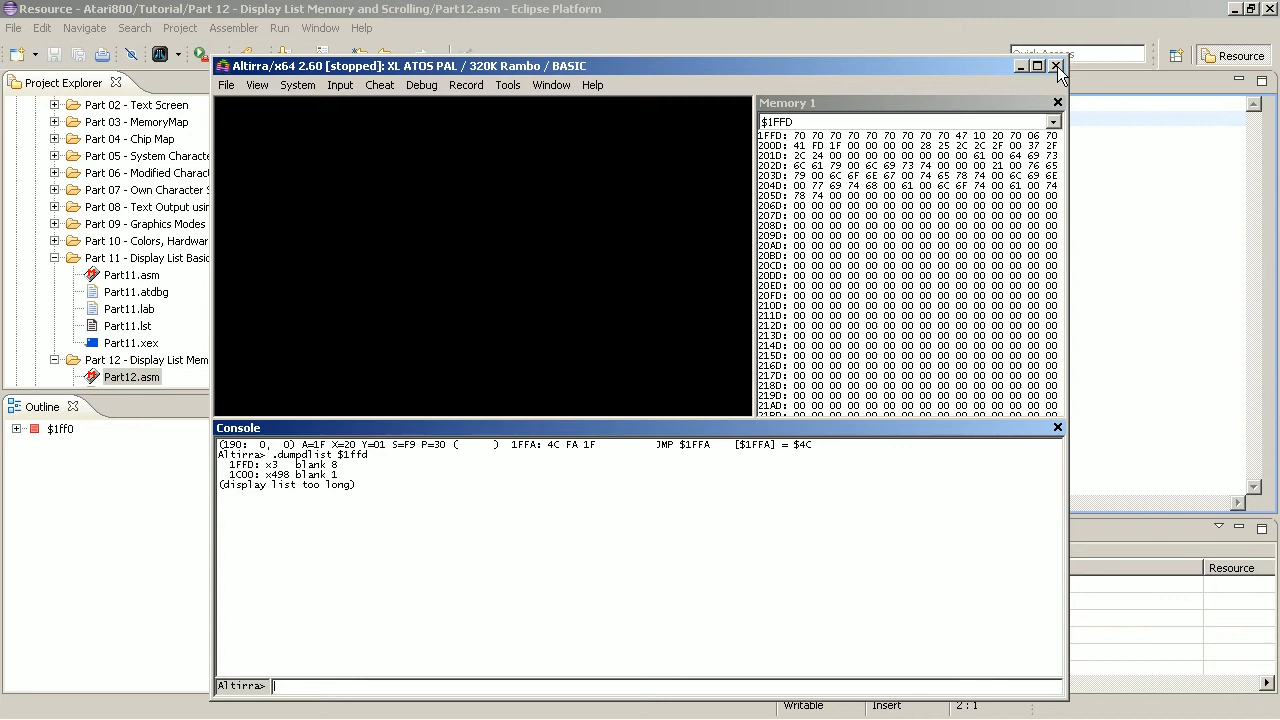 Resource - Atari800/Tutorial/Part 12 - Display List Memory and Scrolling/Part12.asm - Eclipse Platform
File Edit Navigate Search Project Assembler Run Window Help
Resource
Project Explorer
Part 02 - Text Screen
Part 03 - MemoryMap
Part 04 - Chip Map
Part 05 - System Characte
Part 06 - Modified Charact
Part 07 - Own Character S
Part 08 - Text Output usin
Part 09 - Graphics Modes
Part 10 - Colors, Hardwar
Part 11 - Display List Basic
Part11.asm
Part11.atdbg
Part11.lab
Part11.lst
Part11.xex
Part 12 - Display List Mem
Part12.asm
Outline
$1ff0
Altirra/x64 2.60 [stopped]: XL ATOS PAL / 320K Rambo / BASIC
File View System Input Cheat Debug Record Tools Window Help
Memory 1
$1FFD
1FFD: 70 70 70 70 70 70 70 70 70 47 10 20 70 06 70
200D: 41 FD 1F 00 00 00 00 28 25 2C 2C 2F 00 37 2F
201D: 2C 24 00 00 00 00 00 00 00 61 00 64 69 73
202D: 6C 61 79 00 6C 69 73 74 00 00 00 21 00 76 65
203D: 79 00 6C 6F 6E 67 00 74 65 78 74 00 6C 69 6E
204D: 00 77 69 74 68 00 61 00 6C 6F 74 00 61 00 74
205D: 78 74 00 00 00 00 00 00 00 00 00 00 00 00 00
206D: 00 00 00 00 00 00 00 00 00 00 00 00 00 00 00
207D: 00 00 00 00 00 00 00 00 00 00 00 00 00 00 00
208D: 00 00 00 00 00 00 00 00 00 00 00 00 00 00 00
209D: 00 00 00 00 00 00 00 00 00 00 00 00 00 00 00
20AD: 00 00 00 00 00 00 00 00 00 00 00 00 00 00 00
20BD: 00 00 00 00 00 00 00 00 00 00 00 00 00 00 00
20CD: 00 00 00 00 00 00 00 00 00 00 00 00 00 00 00
20DD: 00 00 00 00 00 00 00 00 00 00 00 00 00 00 00
20ED: 00 00 00 00 00 00 00 00 00 00 00 00 00 00 00
20FD: 00 00 00 00 00 00 00 00 00 00 00 00 00 00 00
210D: 00 00 00 00 00 00 00 00 00 00 00 00 00 00 00
211D: 00 00 00 00 00 00 00 00 00 00 00 00 00 00 00
212D: 00 00 00 00 00 00 00 00 00 00 00 00 00 00 00
213D: 00 00 00 00 00 00 00 00 00 00 00 00 00 00 00
214D: 00 00 00 00 00 00 00 00 00 00 00 00 00 00 00
215D: 00 00 00 00 00 00 00 00 00 00 00 00 00 00 00
216D: 00 00 00 00 00 00 00 00 00 00 00 00 00 00 00
217D: 00 00 00 00 00 00 00 00 00 00 00 00 00 00 00
218D: 00 00 00 00 00 00 00 00 00 00 00 00 00 00 00
219D: 00 00 00 00 00 00 00 00 00 00 00 00 00 00 00
21AD: 00 00 00 00 00 00 00 00 00 00 00 00 00 00 00
Console
(190: 0, 0) A=1F X=20 Y=01 S=F9 P=30 ( ) 1FFA: 4C FA 1F JMP $1FFA [$1FFA] = $4C
Altirra> .dumpdlist $1ffd
1FFD: x3 blank 8
1C00: x498 blank 1
(display list too long)
Altirra>
Resource
Writable Insert 2 : 1